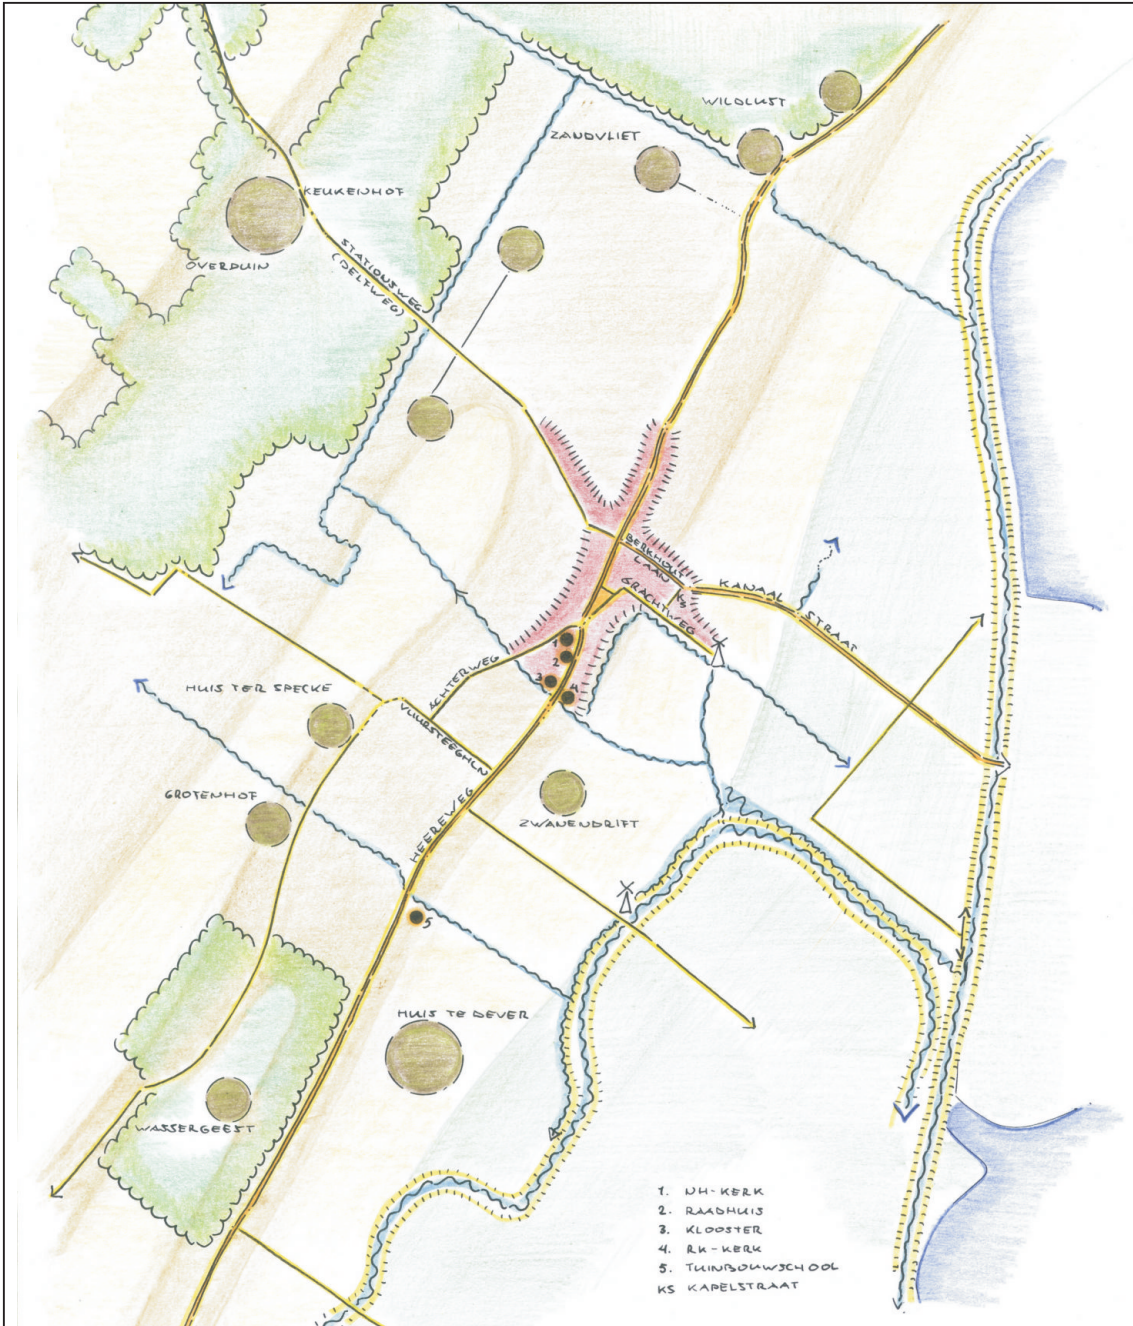 WILDLUST
ZANDVLIET
KEUKENHOF
OVERDUIN
STATIONSWEG
(DELFWEG)
BERKHOUT
LAAN
GRACHTWEG
KS
KANAAL
STRAAT
1
2
3
4
ACHTERWEG
HUIS TER SPECKE
VUURSTEEGHLN
GROTENHOF
HEEREWEG
ZWANENDRIFT
5
HUIS TE DEVER
WASSERGEEST
1. NH-KERK
2. RAADHUIS
3. KLOOSTER
4. RK-KERK
5. TUINBOUWSCHOOL
KS KAPELSTRAAT